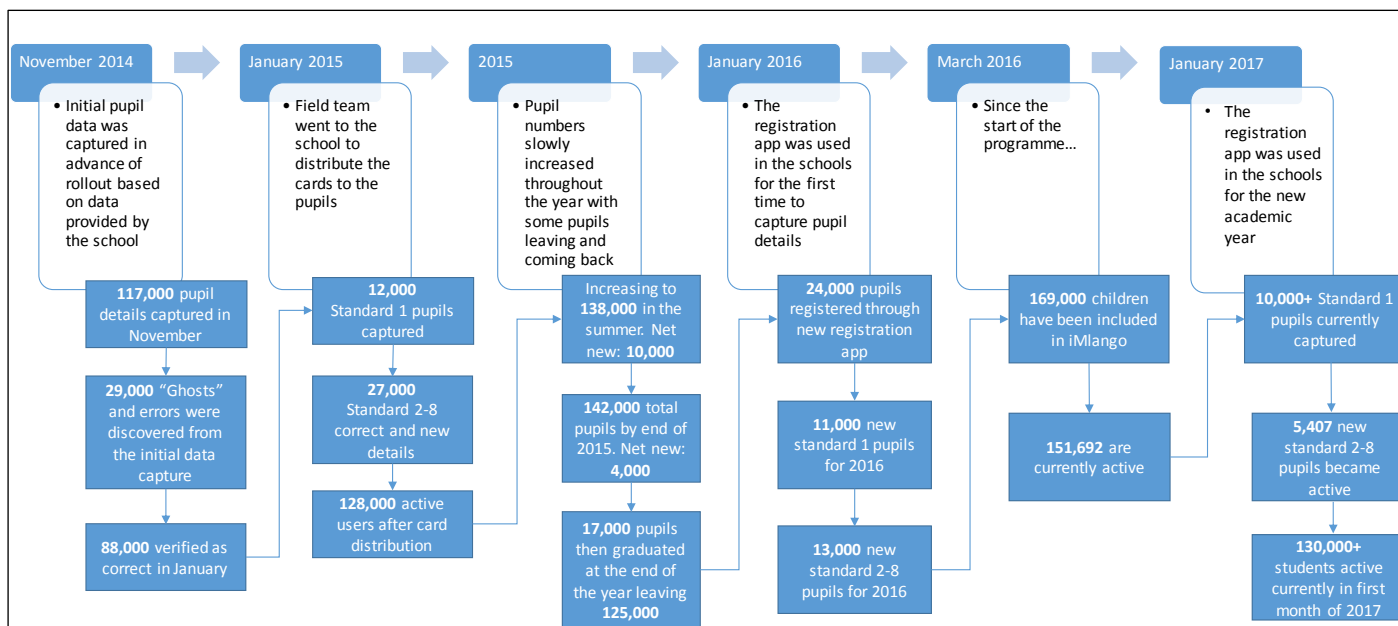 November 2014
• Initial pupil
data was
captured in
advance of
rollout based
on data
provided by
the school
117,000 pupil
details captured in
November
29,000 “Ghosts”
and errors were
discovered from
the initial data
capture
88,000 verified as
correct in January
January 2015
• Field team
went to the
school to
distribute the
cards to the
pupils
12,000
Standard 1 pupils
captured
27,000
Standard 2-8
correct and new
details
128,000 active
users after card
distribution
2015
• Pupil
numbers
slowly
increased
throughout
the year with
some pupils
leaving and
coming back
Increasing to
138,000 in the
summer. Net
new: 10,000
142,000 total
pupils by end of
2015. Net new:
4,000
17,000 pupils
then graduated
at the end of
the year leaving
125,000
January 2016
• The
registration
app was used
in the schools
for the first
time to
capture pupil
details
24,000 pupils
registered through
new registration
app
11,000 new
standard 1 pupils
for 2016
13,000 new
standard 2-8
pupils for 2016
March 2016
• Since the
start of the
programme…
169,000 children
have been included
in iMlango
151,692 are
currently active
January 2017
• The
registration
app was used
in the schools
for the new
academic
year
10,000+ Standard 1
pupils currently
captured
5,407 new
standard 2-8
pupils became
active
130,000+
students active
currently in first
month of 2017